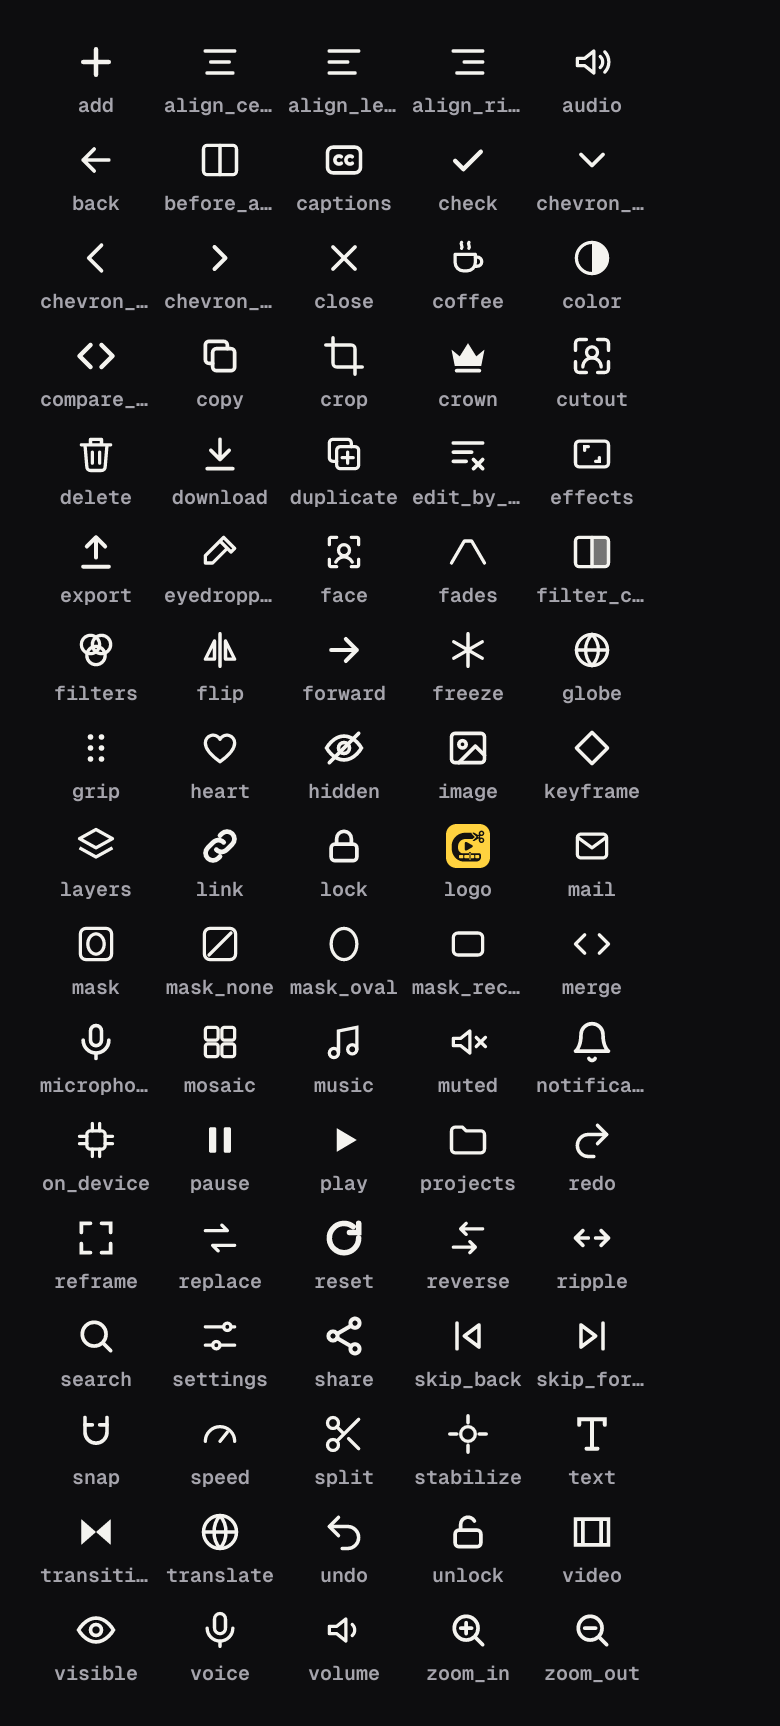 add align_ce… align_le… align_ri… audio
back before_a… captions check chevron_…
chevron_… chevron_… close coffee color
compare_… copy crop crown cutout
delete download duplicate edit_by_… effects
export eyedropp… face fades filter_c…
filters flip forward freeze globe
grip heart hidden image keyframe
layers link lock logo mail
mask mask_none mask_oval mask_rec… merge
micropho… mosaic music muted notifica…
on_device pause play projects redo
reframe replace reset reverse ripple
search settings share skip_back skip_for…
snap speed split stabilize text
transiti… translate undo unlock video
visible voice volume zoom_in zoom_out